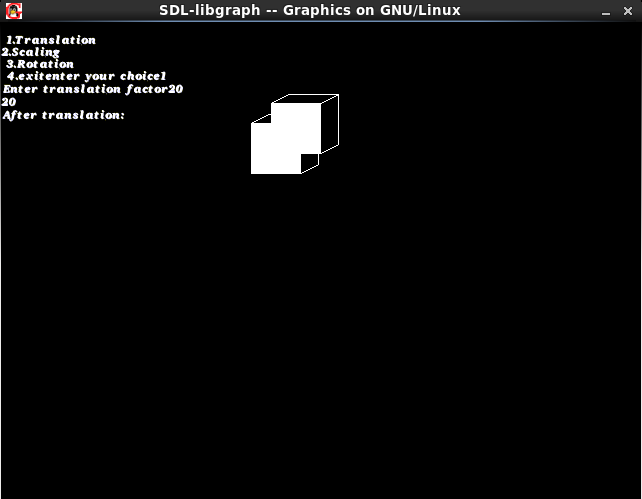 SDL-libgraph -- Graphics on GNU/Linux
1.Translation
2.Scaling
3.Rotation
4.exitenter your choice1
Enter translation factor20
20
After translation: